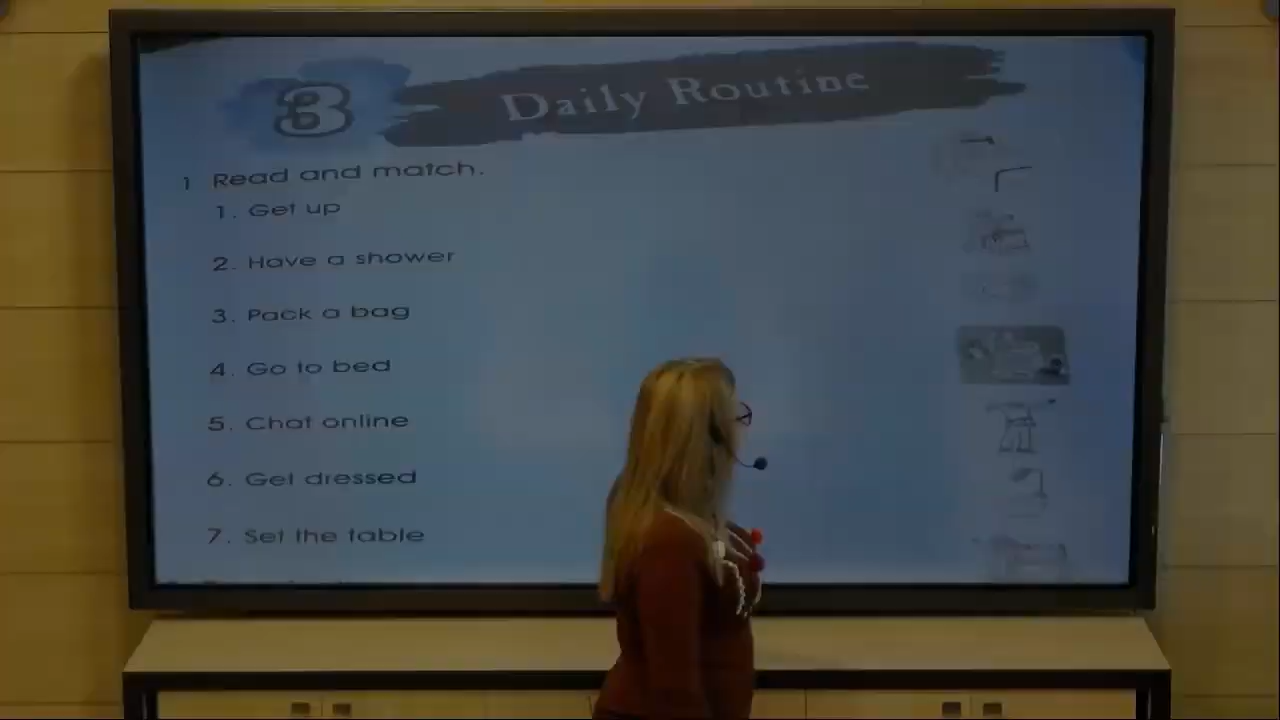 3 Daily Routine
1 Read and match.
1. Get up
2. Have a shower
3. Pack a bag
4. Go to bed
5. Chat online
6. Get dressed
7. Set the table